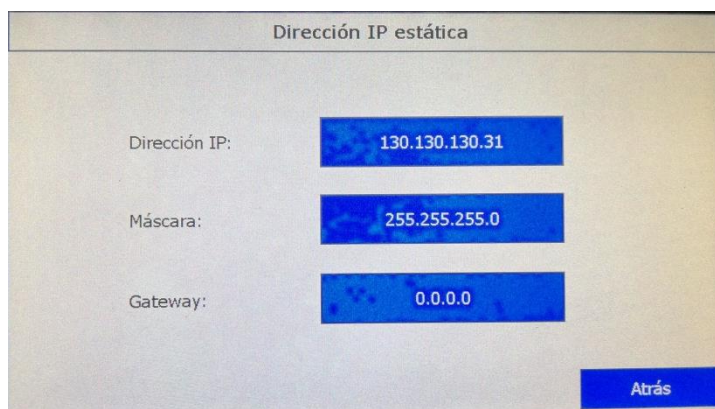 Dirección IP estática
Dirección IP: 130.130.130.31
Máscara: 255.255.255.0
Gateway: 0.0.0.0
Atrás